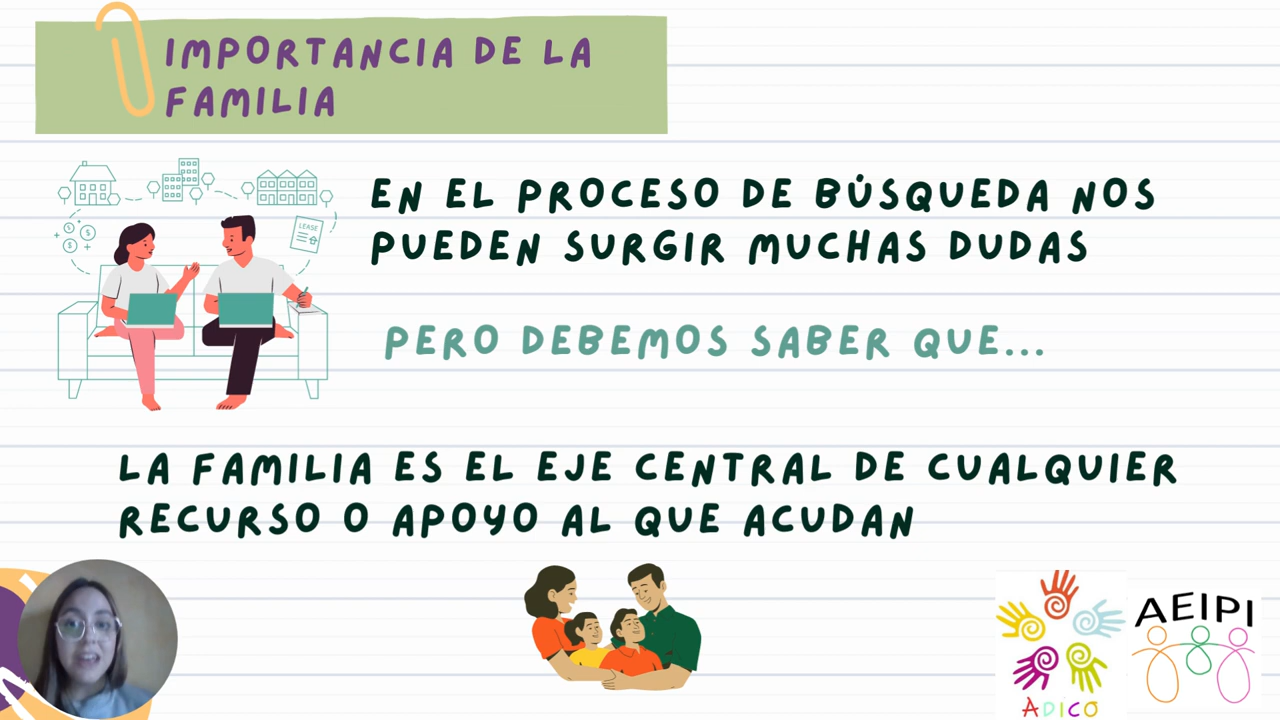 IMPORTANCIA DE LA
FAMILIA
LEASE
EN EL PROCESO DE BÚSQUEDA NOS
PUEDEN SURGIR MUCHAS DUDAS
PERO DEBEMOS SABER QUE...
LA FAMILIA ES EL EJE CENTRAL DE CUALQUIER
RECURSO O APOYO AL QUE ACUDAN
ADICO
AEIPI